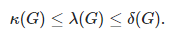 κ(G) ≤ λ(G) ≤ δ(G).